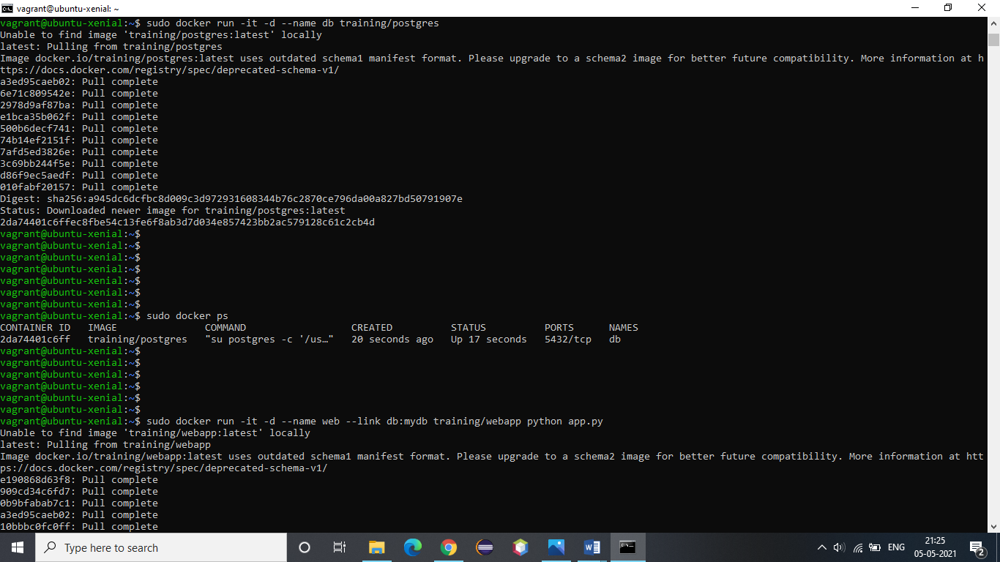 vagrant@ubuntu-xenial: ~
vagrant@ubuntu-xenial:~$ sudo docker run -it -d --name db training/postgres
Unable to find image 'training/postgres:latest' locally
latest: Pulling from training/postgres
Image docker.io/training/postgres:latest uses outdated schema1 manifest format. Please upgrade to a schema2 image for better future compatibility. More information at h
ttps://docs.docker.com/registry/spec/deprecated-schema-v1/
a3ed95caeb02: Pull complete
6e71c809542e: Pull complete
2978d9af87ba: Pull complete
e1bca35b062f: Pull complete
500b6decf741: Pull complete
74b14ef2151f: Pull complete
7afd5ed3826e: Pull complete
3c69bb244f5e: Pull complete
d86f9ec5aedf: Pull complete
010fabf20157: Pull complete
Digest: sha256:a945dc6dcfbc8d009c3d972931608344b76c2870ce796da00a827bd50791907e
Status: Downloaded newer image for training/postgres:latest
2da74401c6ffec8fbe54c13fe6f8ab3d7d034e857423bb2ac579128c61c2cb4d
vagrant@ubuntu-xenial:~$
vagrant@ubuntu-xenial:~$
vagrant@ubuntu-xenial:~$
vagrant@ubuntu-xenial:~$
vagrant@ubuntu-xenial:~$
vagrant@ubuntu-xenial:~$
vagrant@ubuntu-xenial:~$
vagrant@ubuntu-xenial:~$ sudo docker ps
CONTAINER ID   IMAGE               COMMAND                  CREATED          STATUS          PORTS      NAMES
2da74401c6ff   training/postgres   "su postgres -c '/us…"   20 seconds ago   Up 17 seconds   5432/tcp   db
vagrant@ubuntu-xenial:~$
vagrant@ubuntu-xenial:~$
vagrant@ubuntu-xenial:~$
vagrant@ubuntu-xenial:~$
vagrant@ubuntu-xenial:~$
vagrant@ubuntu-xenial:~$
vagrant@ubuntu-xenial:~$ sudo docker run -it -d --name web --link db:mydb training/webapp python app.py
Unable to find image 'training/webapp:latest' locally
latest: Pulling from training/webapp
Image docker.io/training/webapp:latest uses outdated schema1 manifest format. Please upgrade to a schema2 image for better future compatibility. More information at htt
ps://docs.docker.com/registry/spec/deprecated-schema-v1/
e190868d63f8: Pull complete
909cd34c6fd7: Pull complete
0b9bfabab7c1: Pull complete
a3ed95caeb02: Pull complete
10bbbc0fc0ff: Pull complete
Type here to search
ENG
21:25
05-05-2021
2